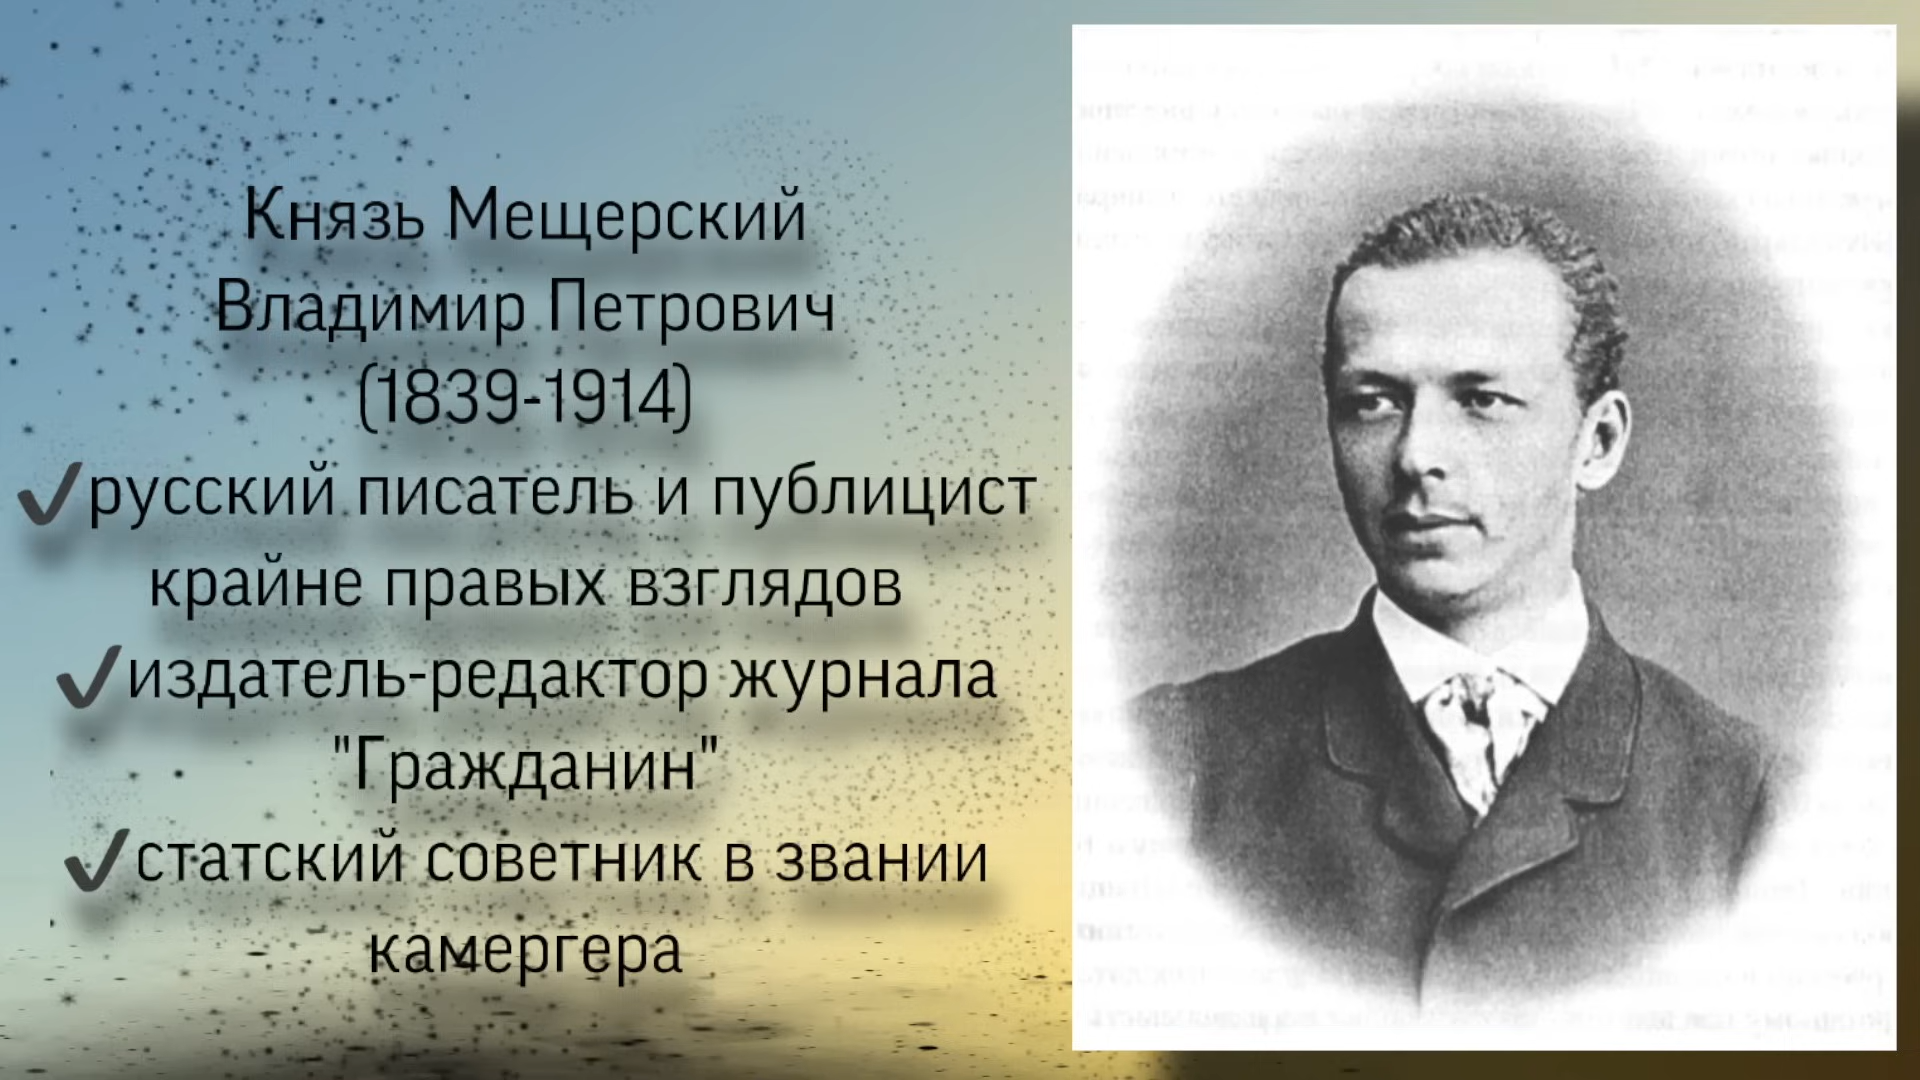 Князь Мещерский
Владимир Петрович
(1839-1914)
✔русский писатель и публицист
крайне правых взглядов
✔издатель-редактор журнала
"Гражданин"
✔статский советник в звании
камергера